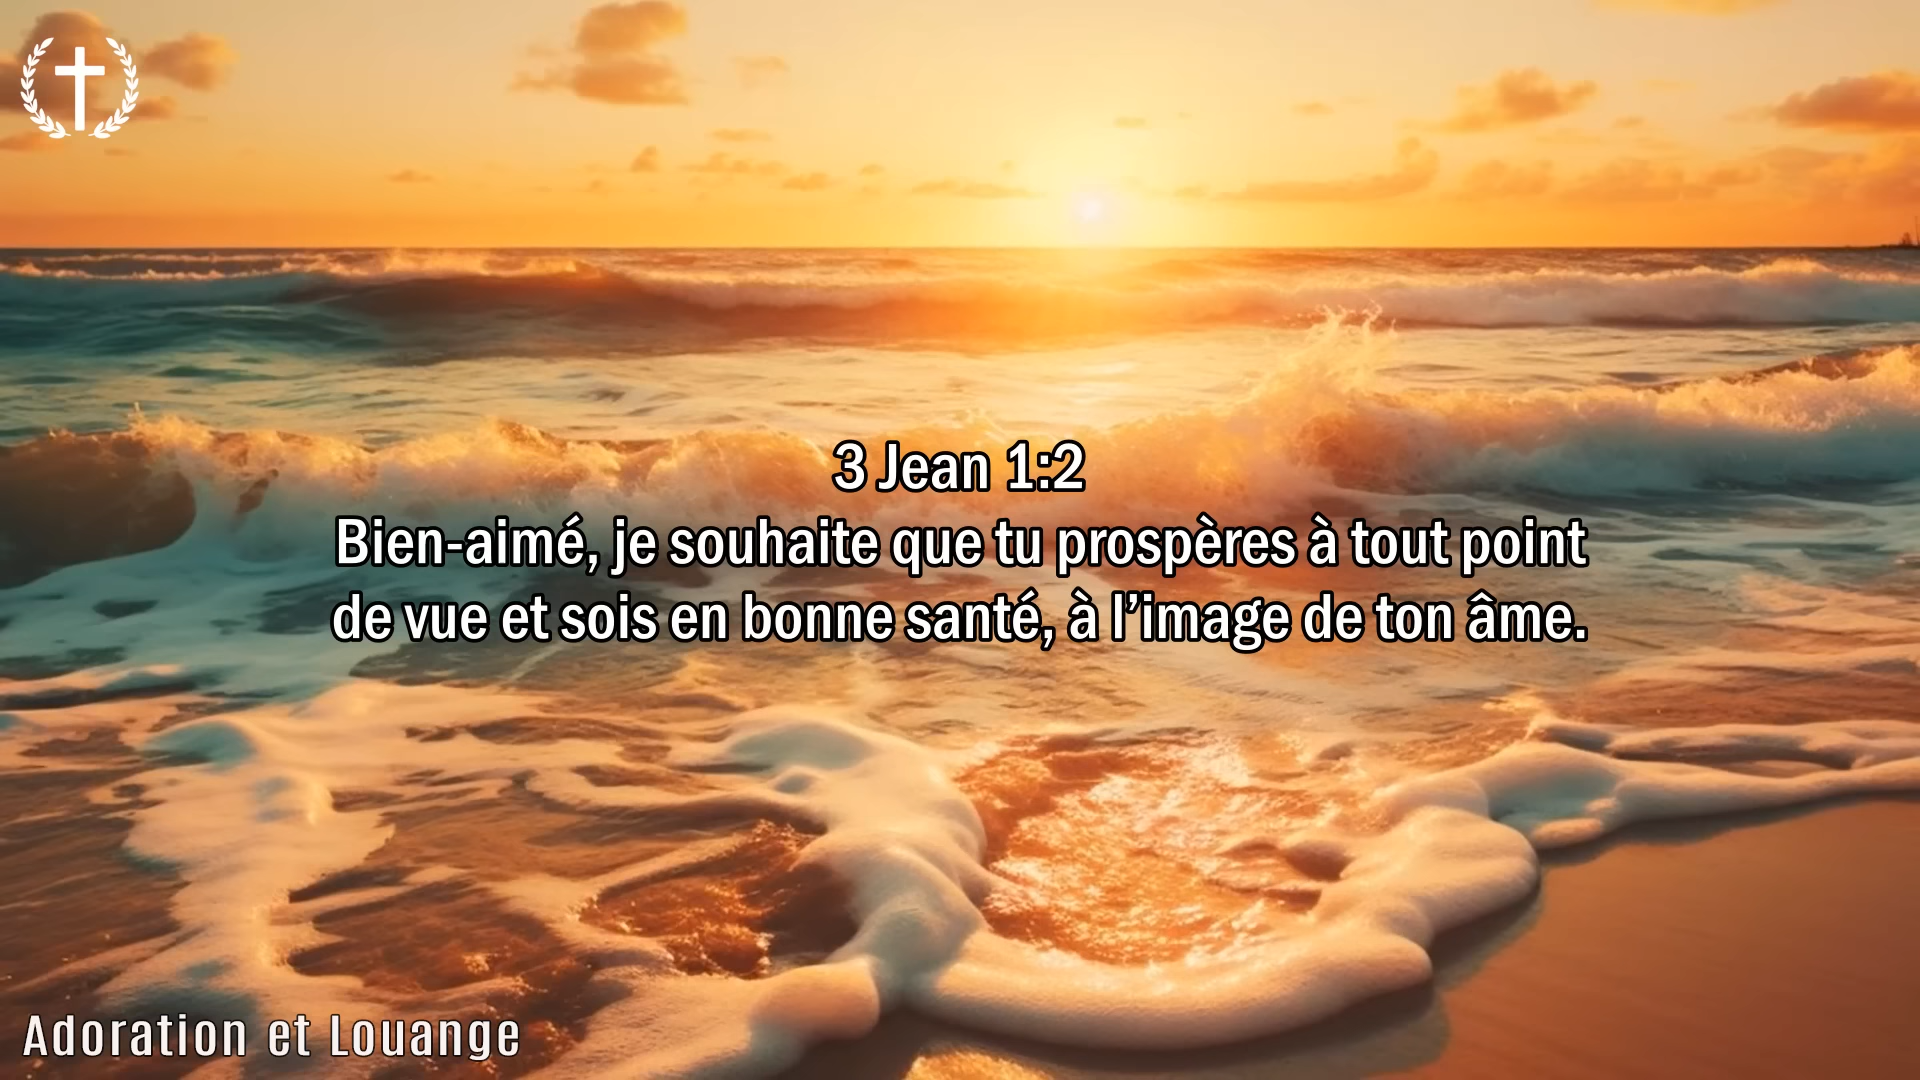 3 Jean 1:2
Bien-aimé, je souhaite que tu prospères à tout point
de vue et sois en bonne santé, à l’image de ton âme.
Adoration et Louange